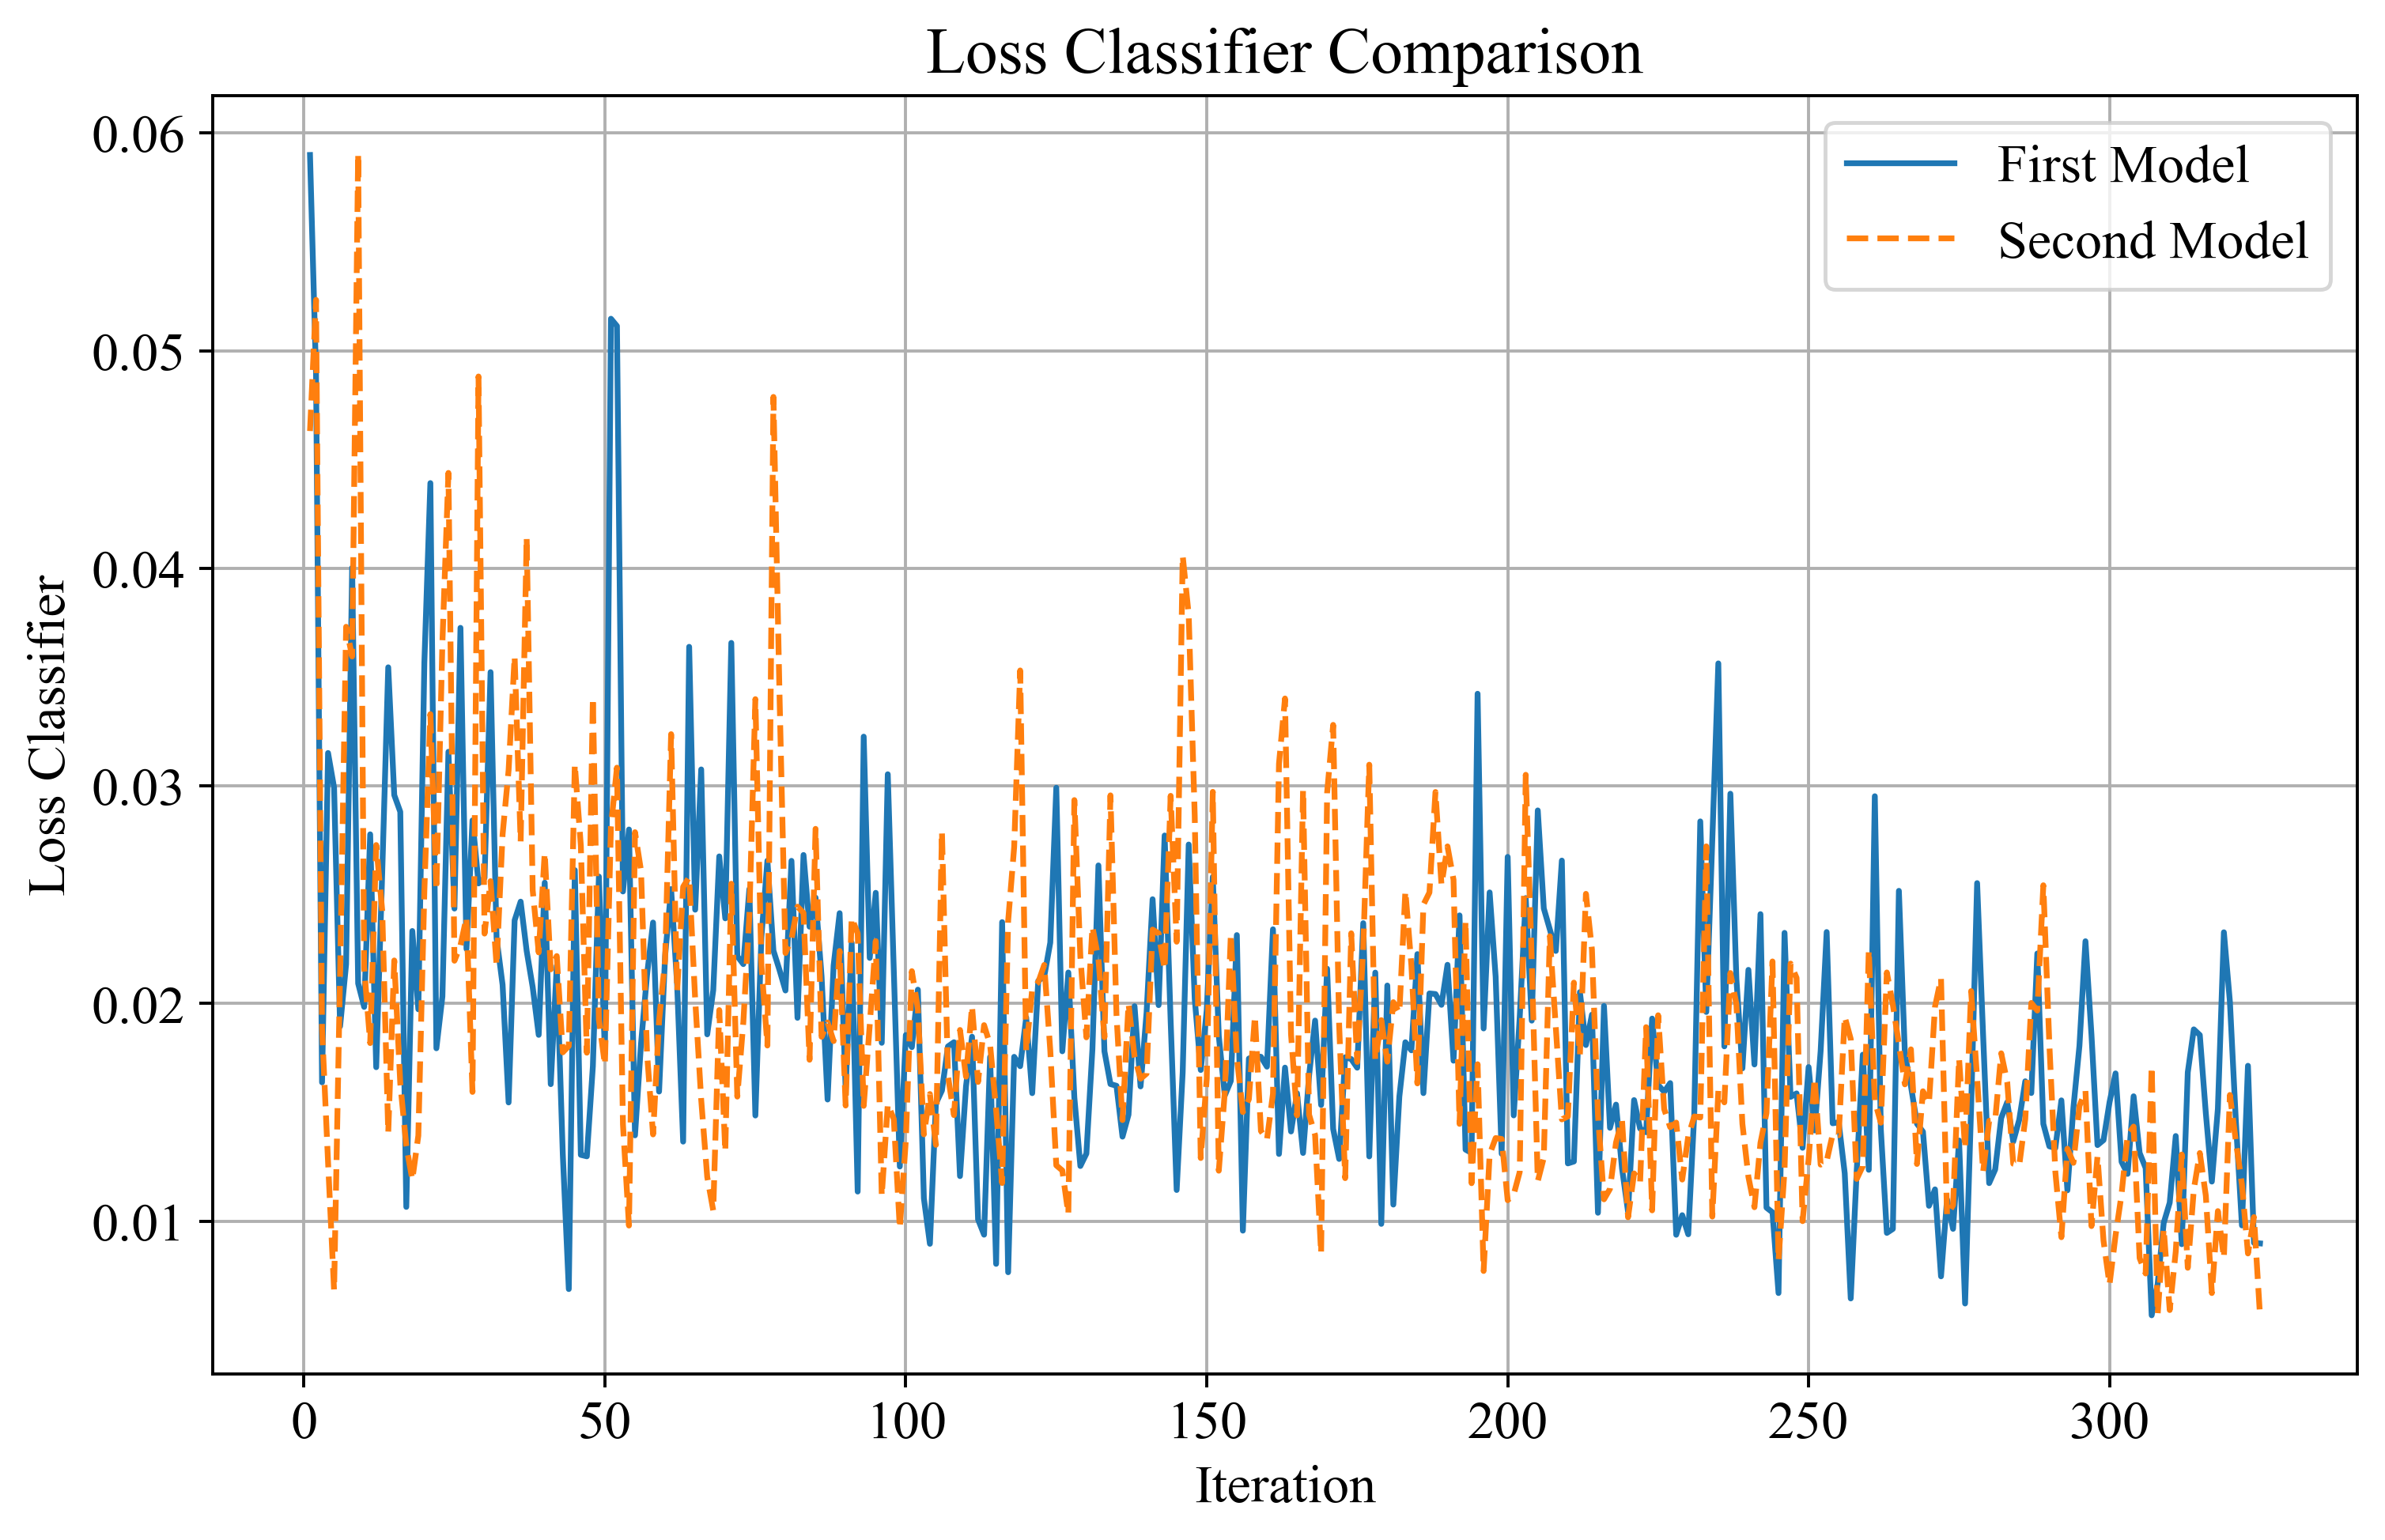 Loss Classifier Comparison
0.06
0.05
0.04
0.03
0.02
0.01
Loss Classifier
First Model
Second Model
0 50 100 150 200 250 300
Iteration